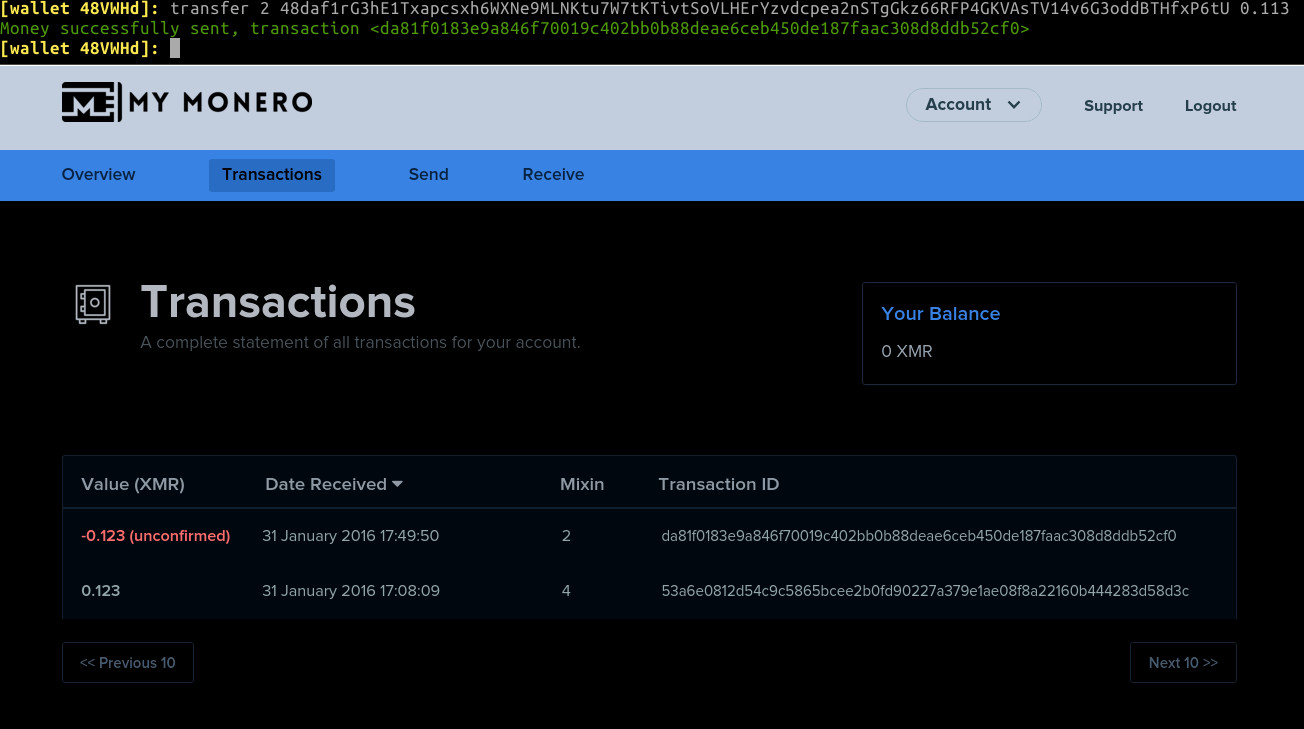 [wallet 48VWHd]: transfer 2 48daf1rG3hE1Txapcsxh6WXNe9MLNKtu7W7tKTivtSoVLHErYzvdcpea2nSTgGkz66RFP4GKVAsTV14v6G3oddBTHfxP6tU 0.113
Money successfully sent, transaction <da81f0183e9a846f70019c402bb0b88deae6ceb450de187faac308d8ddb52cf0>
[wallet 48VWHd]:
ME MY MONERO
Account Support Logout
Overview Transactions Send Receive
Transactions
A complete statement of all transactions for your account.
Your Balance
0 XMR
Value (XMR) Date Received Mixin Transaction ID
-0.123 (unconfirmed) 31 January 2016 17:49:50 2 da81f0183e9a846f70019c402bb0b88deae6ceb450de187faac308d8ddb52cf0
0.123 31 January 2016 17:08:09 4 53a6e0812d54c9c5865bcee2b0fd90227a379e1ae08f8a22160b444283d58d3c
<< Previous 10 Next 10 >>